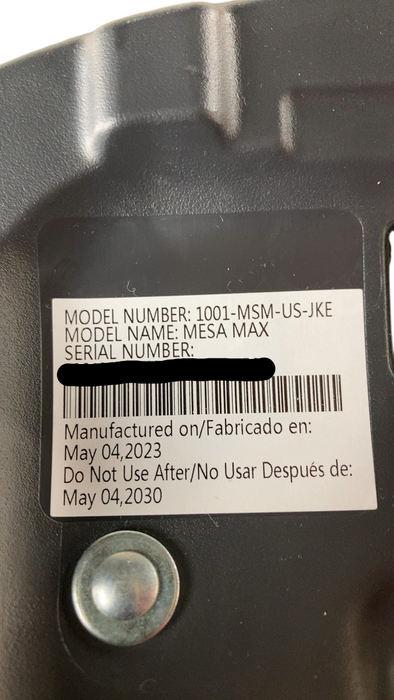 MODEL NUMBER: 1001-MSM-US-JKE
MODEL NAME: MESA MAX
SERIAL NUMBER:
Manufactured on/Fabricado en:
May 04,2023
Do Not Use After/No Usar Después de:
May 04,2030